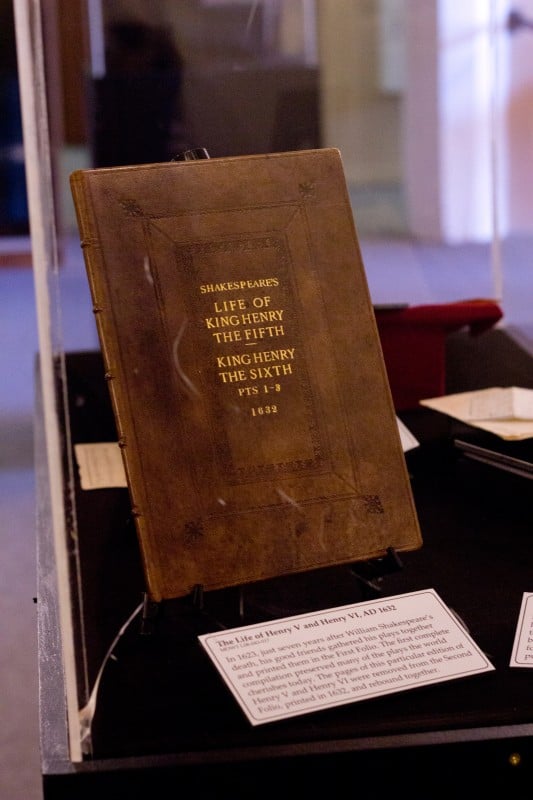 SHAKESPEARE'S
LIFE OF
KING HENRY
THE FIFTH
KING HENRY
THE SIXTH
PTS 1-3
1632
The Life of Henry V and Henry VI, AD 1632
In 1623, just seven years after William Shakespeare's
death, his good friends gathered his plays together
and printed them in the First Folio. The first complete
compilation preserved many of the plays the world
cherishes today. The pages of this particular edition of
Henry V and Henry VI were removed from the Second
Folio, printed in 1632, and rebound together.